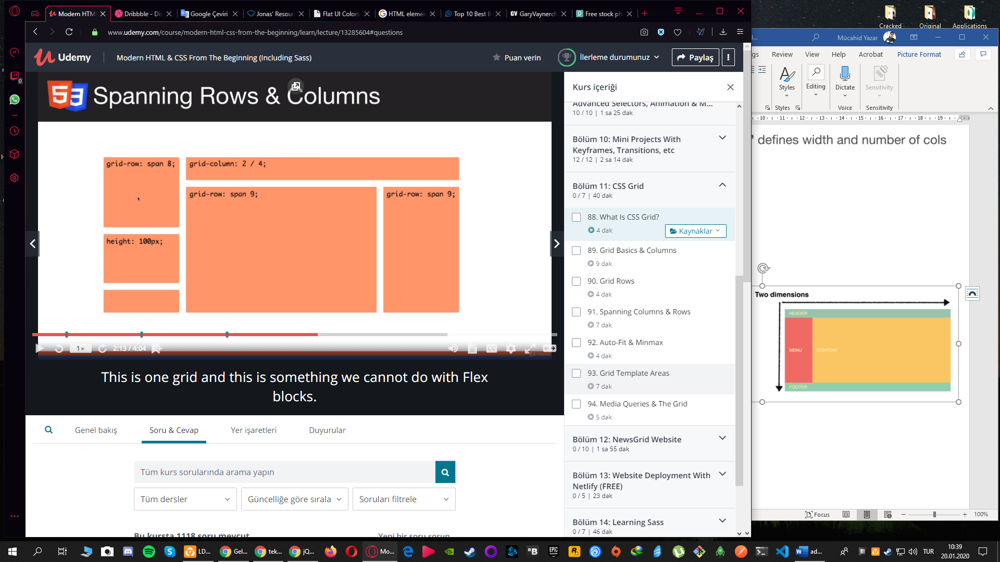 Modern HTM
Dribbble - Dis
Google Çeviri
Jonas' Resour
Flat UI Colors
HTML elemen
Top 10 Best B
GaryVaynerch
Free stock ph
www.udemy.com/course/modern-html-css-from-the-beginning/learn/lecture/13285604#questions
Udemy
Modern HTML & CSS From The Beginning (Including Sass)
Puan verin
İlerleme durumunuz
Paylaş
Spanning Rows & Columns
grid-row: span 8;
grid-column: 2 / 4;
grid-row: span 9;
grid-row: span 9;
height: 100px;
1×
2:13 / 4:04
This is one grid and this is something we cannot do with Flex
blocks.
Genel bakış
Soru & Cevap
Yer işaretleri
Duyurular
Tüm kurs sorularında arama yapın
Tüm dersler
Güncelliğe göre sırala
Soruları filtrele
Bu kursta 1118 soru mevcut
Yeni bir soru sorun
Kurs içeriği
Advanced Selectors, Animation & M...
10 / 10 | 1 sa 25 dak
Bölüm 10: Mini Projects With
Keyframes, Transitions, etc
12 / 12 | 2 sa 14 dak
Bölüm 11: CSS Grid
0 / 7 | 40 dak
88. What Is CSS Grid?
4 dak
Kaynaklar
89. Grid Basics & Columns
9 dak
90. Grid Rows
4 dak
91. Spanning Columns & Rows
7 dak
92. Auto-Fit & Minmax
4 dak
93. Grid Template Areas
7 dak
94. Media Queries & The Grid
5 dak
Bölüm 12: NewsGrid Website
0 / 10 | 1 sa 55 dak
Bölüm 13: Website Deployment With
Netlify (FREE)
0 / 5 | 23 dak
Bölüm 14: Learning Sass
0 / 7 | 46 dak
Cracked
Original
Applications
Mücahid Yazar
gs
Review
View
Help
Acrobat
Picture Format
Styles
Editing
Dictate
Sensitivity
Styles
Voice
Sensitivity
10 11 12 13 14 15 16 17 18 19
' defines width and number of cols
Two dimensions
HEADER
MENU
CONTENT
FOOTER
Focus
100%
LD...
Gel...
tek...
jQ...
Mo...
ad...
TUR
10:39
20.01.2020